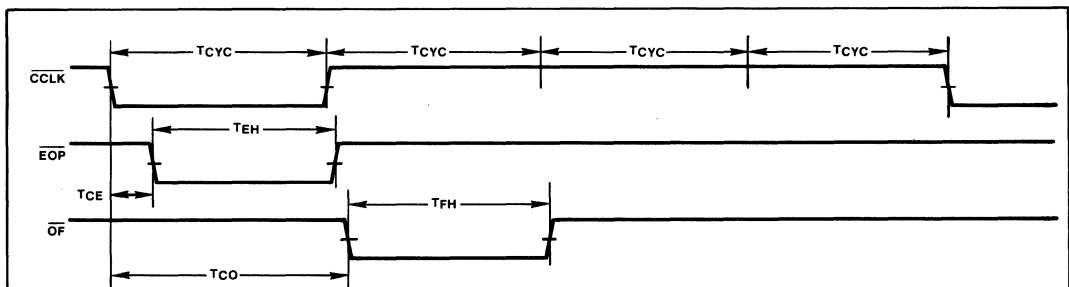 TCYC TCYC TCYC TCYC
CCLK
TEH
EOP
TCE
TFH
OF
TCO